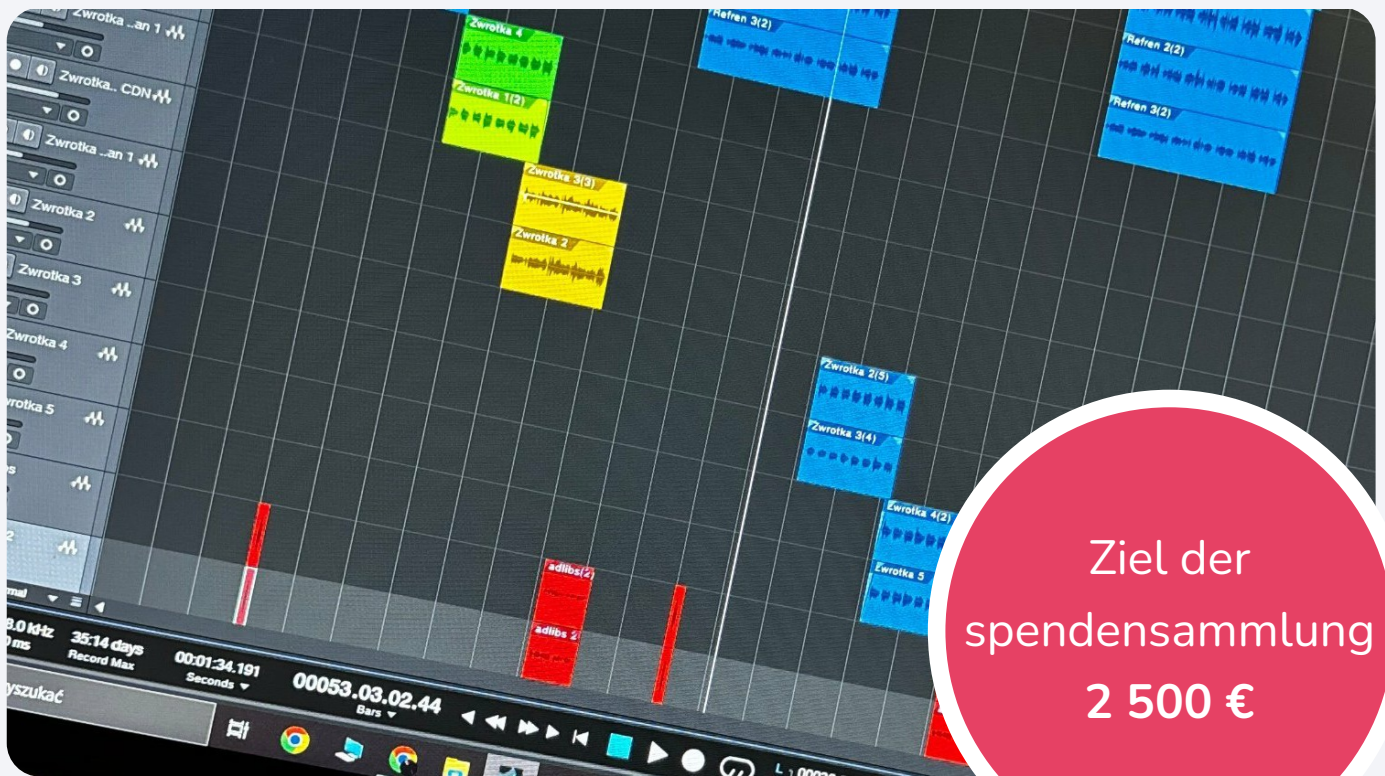 Zwrotka ..an 1
Zwrotka.. CDN
Zwrotka ..an 1
Zwrotka 2
Zwrotka 3
Zwrotka 4
Zwrotka 4
Zwrotka 1(2)
Zwrotka 3(3)
Zwrotka 2
Refren 3(2)
Refren 2(2)
Refren 3(2)
Zwrotka 2(5)
Zwrotka 3(4)
Zwrotka 4(2)
Zwrotka 5
adlibs(2)
adlibs 2
35:14 days
Record Max
00:01:34.191
Seconds
00053.03.02.44
Bars
Ziel der
spendensammlung
2 500 €